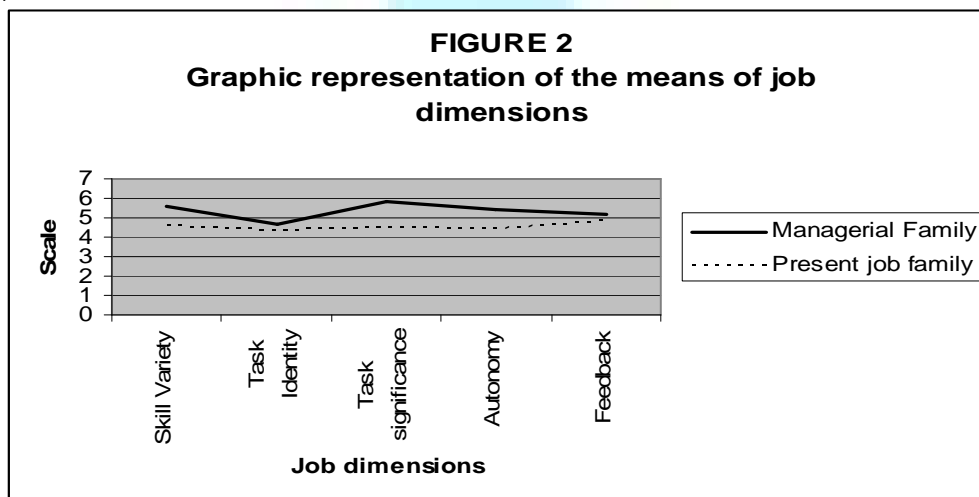 FIGURE 2
Graphic representation of the means of job
dimensions
7
6
5
4
3
2
1
0
Scale
Skill Variety
Task
Identity
Task
significance
Autonomy
Feedback
Job dimensions
Managerial Family
Present job family